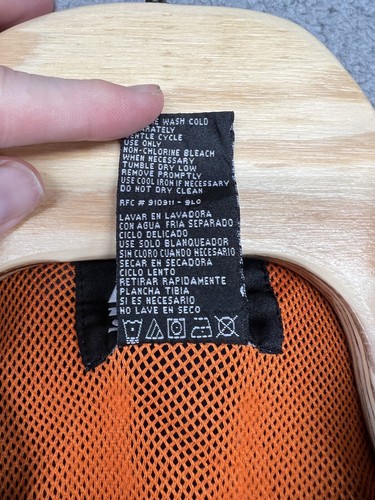 WASH COLD
GENTLE CYCLE
USE ONLY
NON-CHLORINE BLEACH
WHEN NECESSARY
TUMBLE DRY LOW
REMOVE PROMPTLY
USE COOL IRON IF NECESSARY
DO NOT DRY CLEAN
RFC # 910911 - 9L0
LAVAR EN LAVADORA
CON AGUA FRIA SEPARADO
CICLO DELICADO
USE SOLO BLANQUEADOR
SIN CLORO CUANDO NECESARIO
SECAR EN SECADORA
CICLO LENTO
RETIRAR RAPIDAMENTE
PLANCHA TIBIA
SI ES NECESARIO
NO LAVE EN SECO